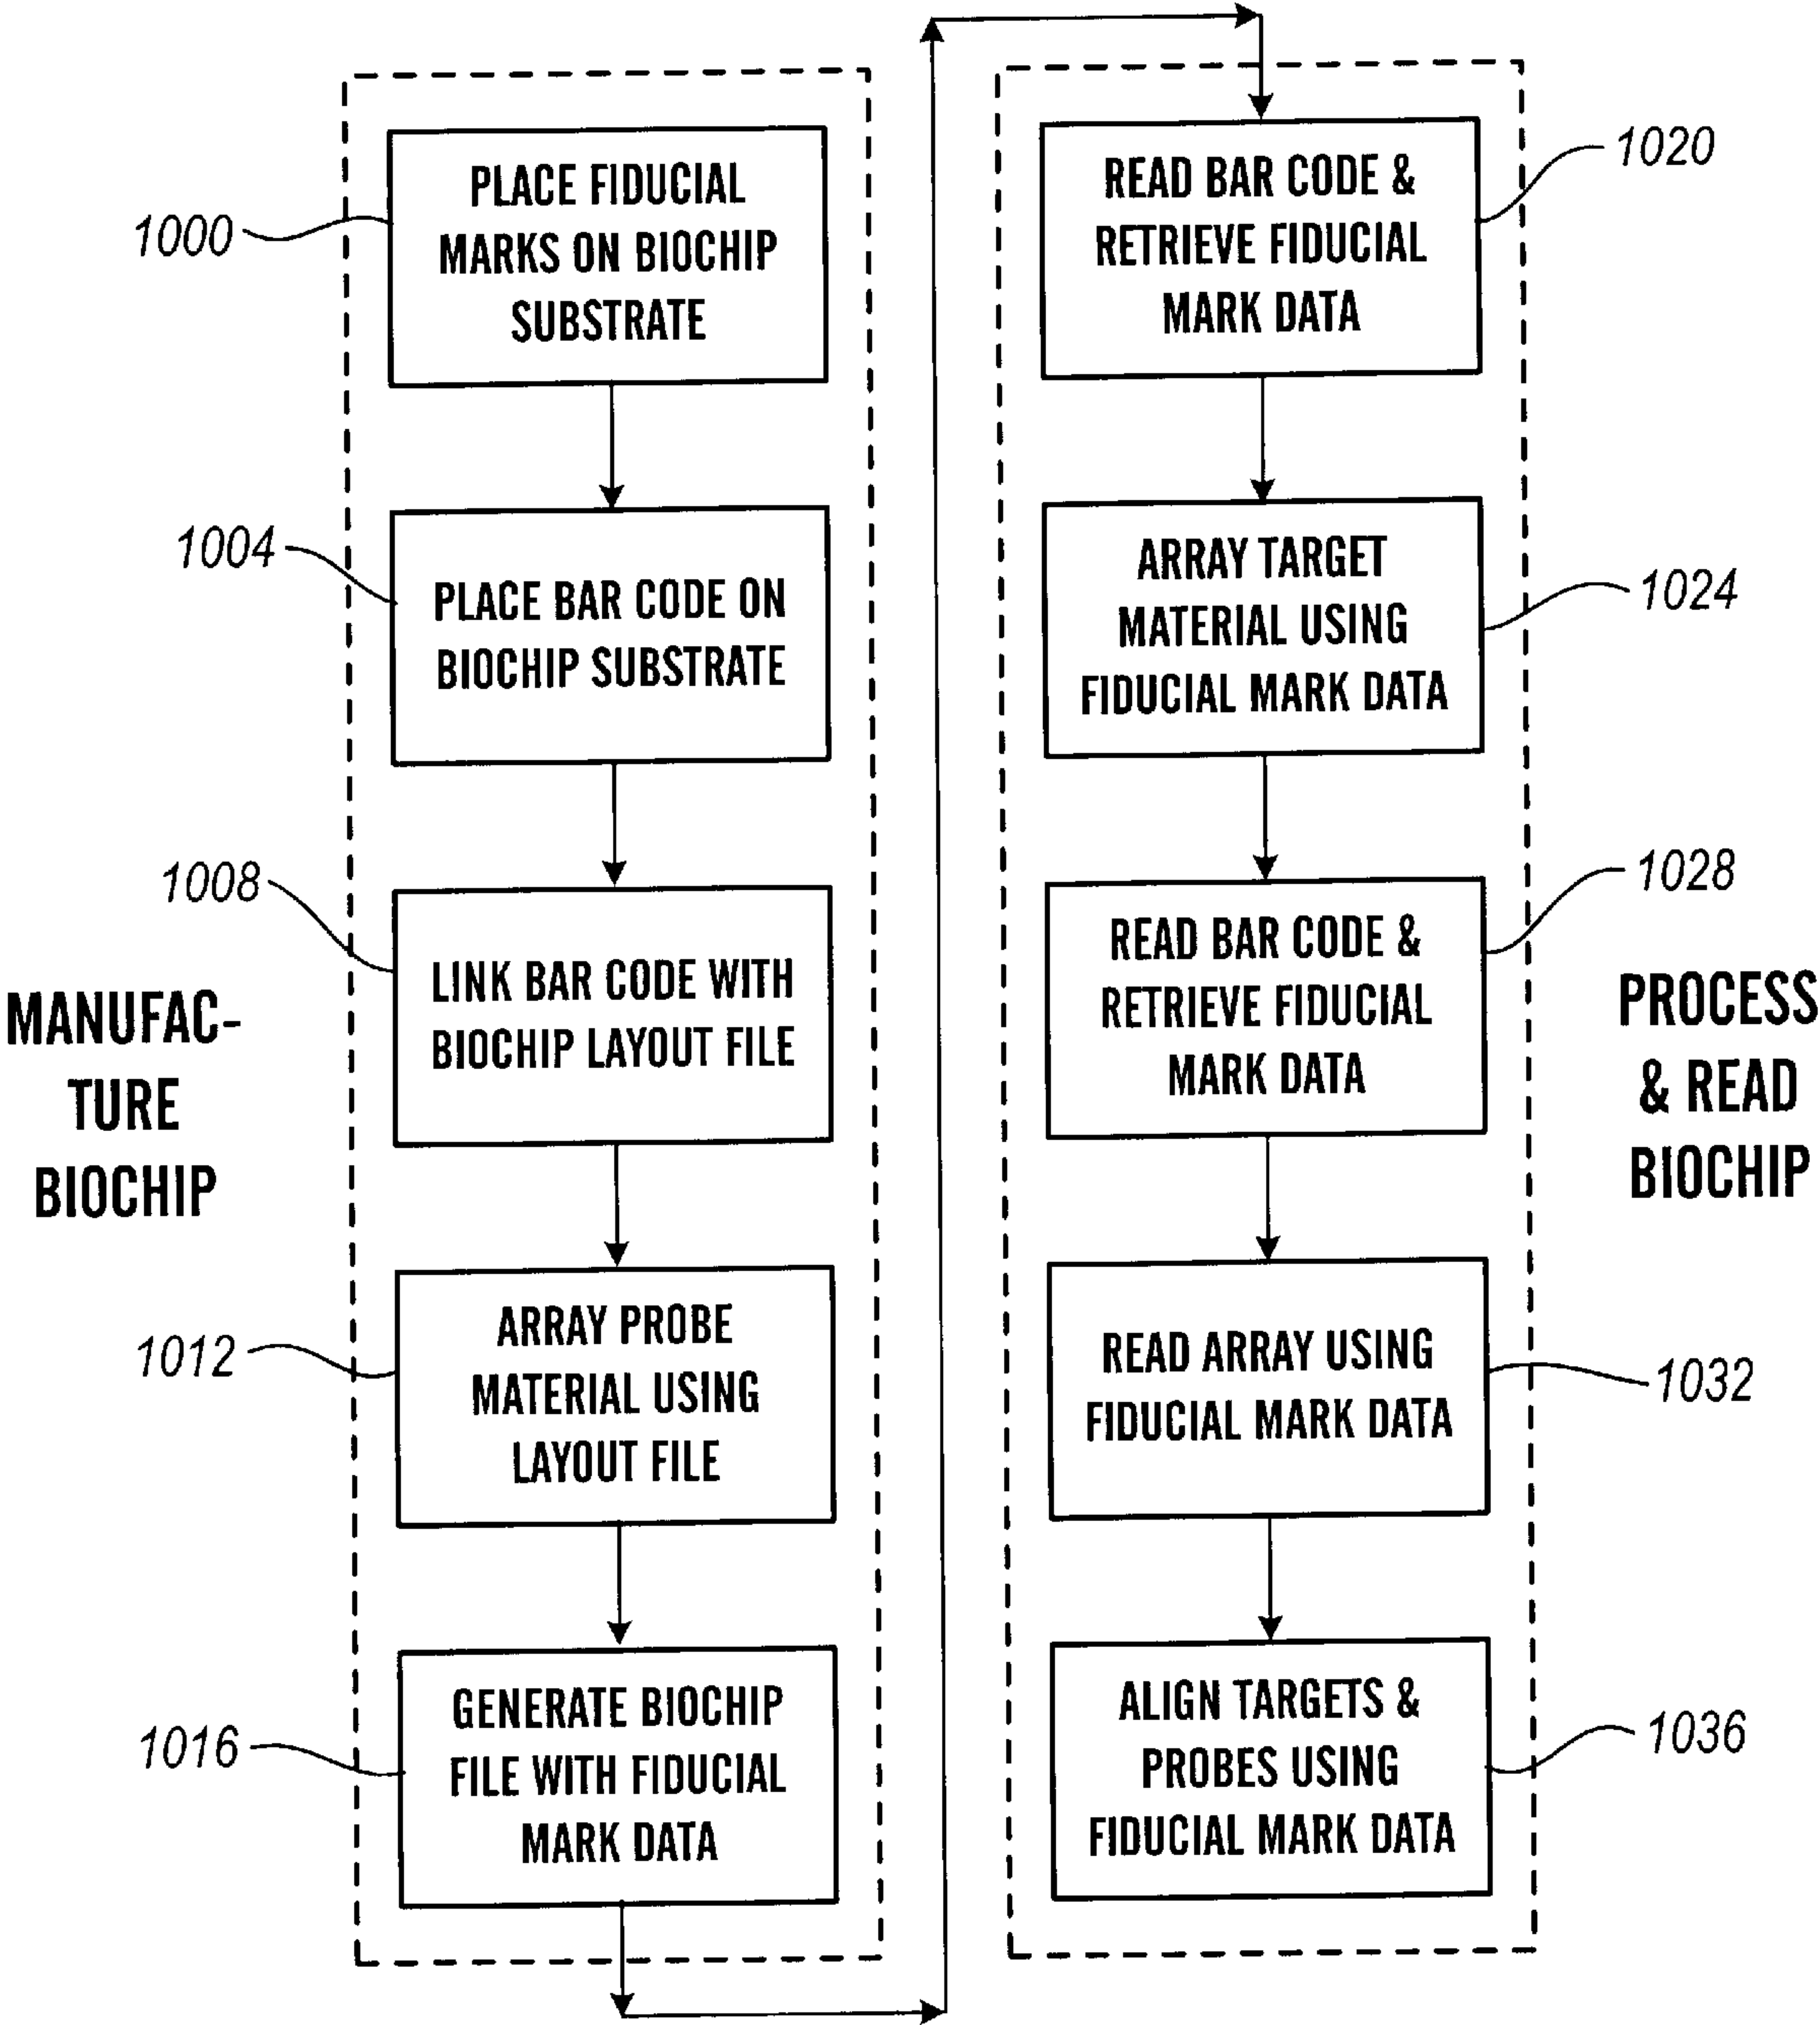 MANUFAC-
TURE
BIOCHIP
1000
PLACE FIDUCIAL
MARKS ON BIOCHIP
SUBSTRATE
1004
PLACE BAR CODE ON
BIOCHIP SUBSTRATE
1008
LINK BAR CODE WITH
BIOCHIP LAYOUT FILE
1012
ARRAY PROBE
MATERIAL USING
LAYOUT FILE
1016
GENERATE BIOCHIP
FILE WITH FIDUCIAL
MARK DATA
PROCESS
& READ
BIOCHIP
READ BAR CODE &
RETRIEVE FIDUCIAL
MARK DATA
1020
ARRAY TARGET
MATERIAL USING
FIDUCIAL MARK DATA
1024
READ BAR CODE &
RETRIEVE FIDUCIAL
MARK DATA
1028
READ ARRAY USING
FIDUCIAL MARK DATA
1032
ALIGN TARGETS &
PROBES USING
FIDUCIAL MARK DATA
1036